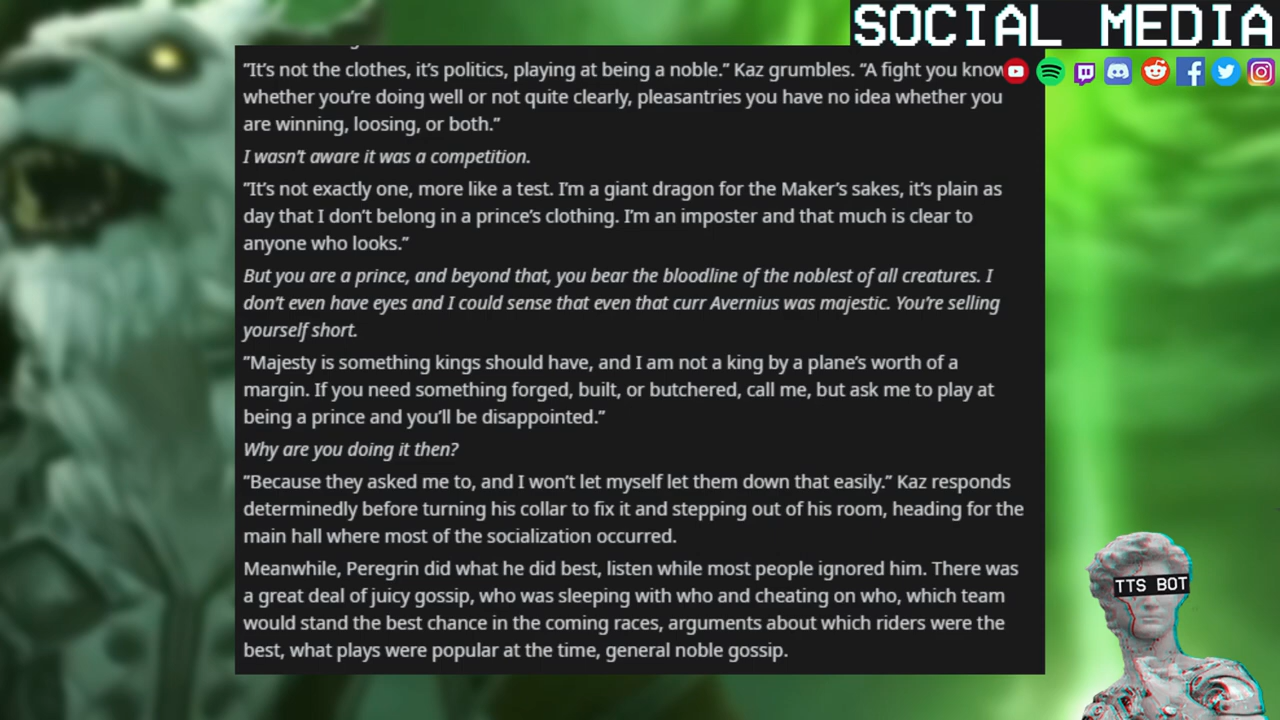 SOCIAL MEDIA
"It's not the clothes, it's politics, playing at being a noble." Kaz grumbles. "A fight you know
whether you're doing well or not quite clearly, pleasantries you have no idea whether you
are winning, loosing, or both."
I wasn't aware it was a competition.
"It's not exactly one, more like a test. I'm a giant dragon for the Maker's sakes, it's plain as
day that I don't belong in a prince's clothing. I'm an imposter and that much is clear to
anyone who looks."
But you are a prince, and beyond that, you bear the bloodline of the noblest of all creatures. I
don't even have eyes and I could sense that even that curr Avernius was majestic. You're selling
yourself short.
"Majesty is something kings should have, and I am not a king by a plane's worth of a
margin. If you need something forged, built, or butchered, call me, but ask me to play at
being a prince and you'll be disappointed."
Why are you doing it then?
"Because they asked me to, and I won't let myself let them down that easily." Kaz responds
determinedly before turning his collar to fix it and stepping out of his room, heading for the
main hall where most of the socialization occurred.
Meanwhile, Peregrin did what he did best, listen while most people ignored him. There was
a great deal of juicy gossip, who was sleeping with who and cheating on who, which team
would stand the best chance in the coming races, arguments about which riders were the
best, what plays were popular at the time, general noble gossip.
TTS BOT